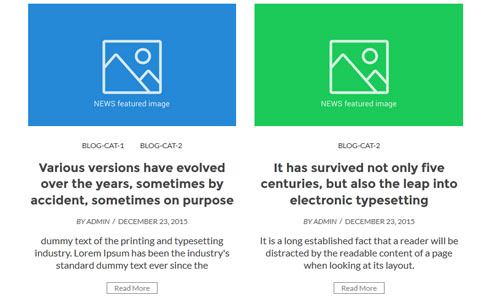 NEWS featured image
BLOG-CAT-1 BLOG-CAT-2
Various versions have evolved
over the years, sometimes by
accident, sometimes on purpose
BY ADMIN / DECEMBER 23, 2015
dummy text of the printing and typesetting
industry. Lorem Ipsum has been the industry's
standard dummy text ever since the
Read More
NEWS featured image
BLOG-CAT-2
It has survived not only five
centuries, but also the leap into
electronic typesetting
BY ADMIN / DECEMBER 23, 2015
It is a long established fact that a reader will be
distracted by the readable content of a page
when looking at its layout.
Read More